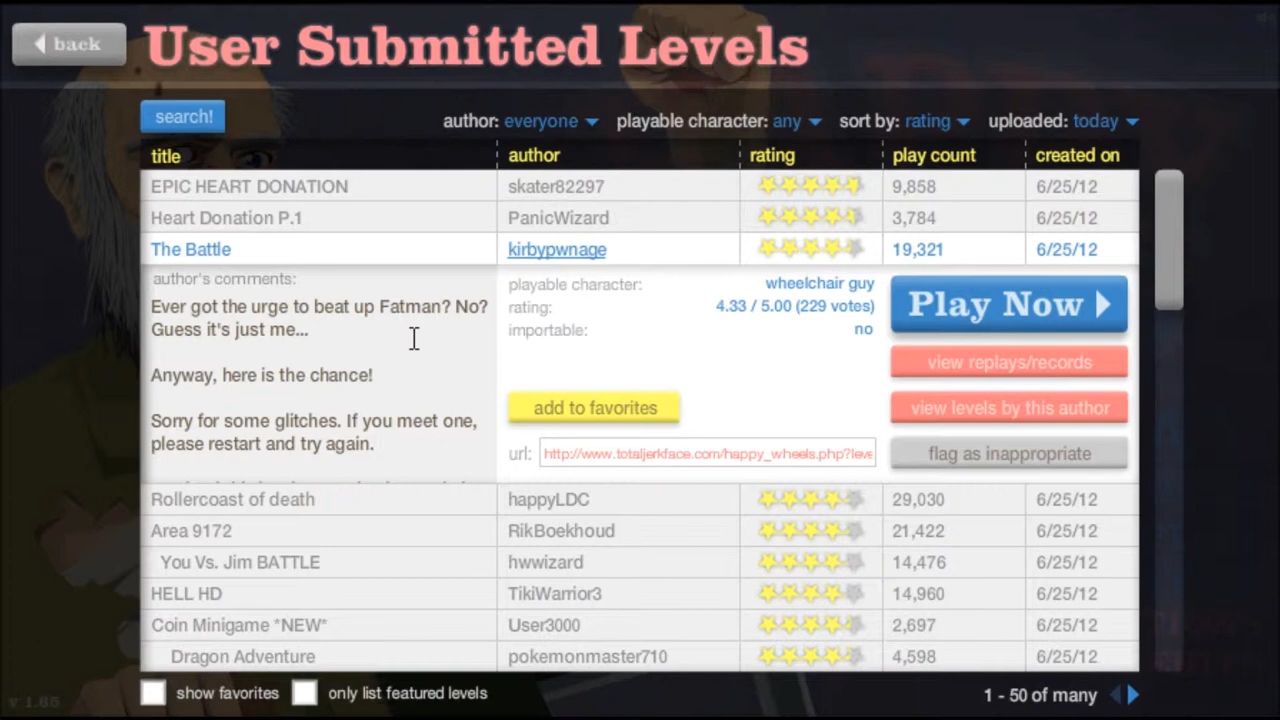 back
User Submitted Levels
search!
author: everyone playable character: any sort by: rating uploaded: today
title author rating play count created on
EPIC HEART DONATION skater82297 9,858 6/25/12
Heart Donation P.1 PanicWizard 3,784 6/25/12
The Battle kirbypwnage 19,321 6/25/12
author's comments:
Ever got the urge to beat up Fatman? No?
Guess it's just me...
Anyway, here is the chance!
Sorry for some glitches. If you meet one,
please restart and try again.
playable character: wheelchair guy
rating: 4.33 / 5.00 (229 votes)
importable: no
add to favorites
url: http://www.totaljerkface.com/happy_wheels.php?leve
Play Now
view replays/records
view levels by this author
flag as inappropriate
Rollercoast of death happyLDC 29,030 6/25/12
Area 9172 RikBoekhoud 21,422 6/25/12
You Vs. Jim BATTLE hwwizard 14,476 6/25/12
HELL HD TikiWarrior3 14,960 6/25/12
Coin Minigame *NEW* User3000 2,697 6/25/12
Dragon Adventure pokemonmaster710 4,598 6/25/12
show favorites only list featured levels 1 - 50 of many
v 1.65